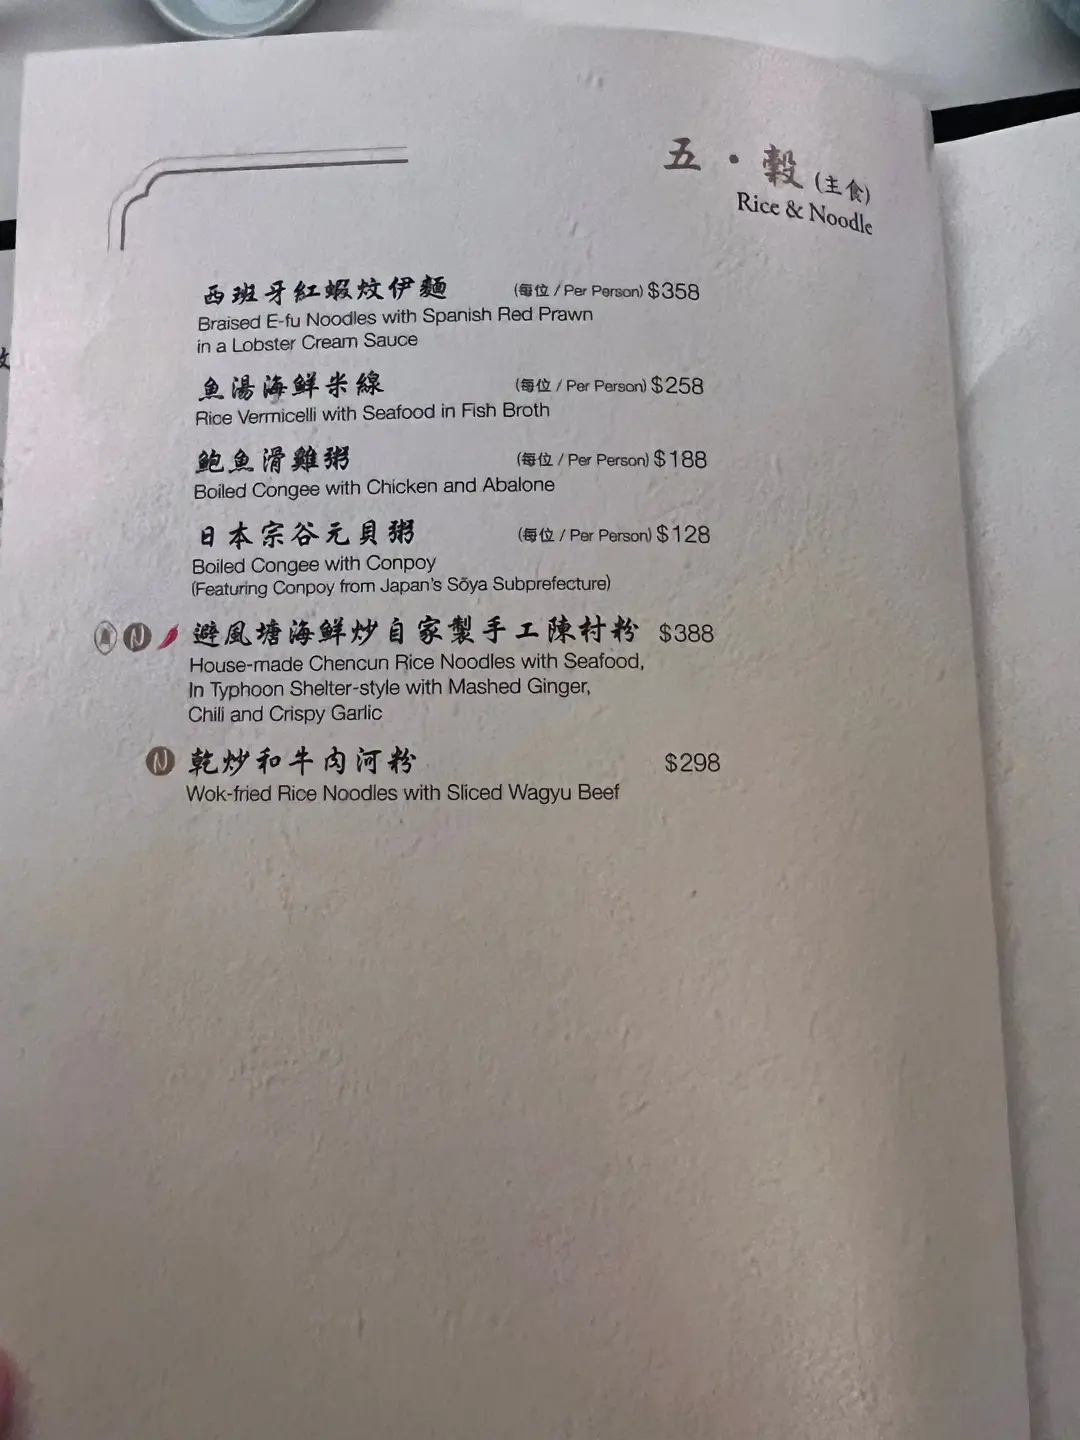 五・穀 (主食)
Rice & Noodle
西班牙紅蝦炆伊麵 (每位 / Per Person) $358
Braised E-fu Noodles with Spanish Red Prawn
in a Lobster Cream Sauce
魚湯海鮮米線 (每位 / Per Person) $258
Rice Vermicelli with Seafood in Fish Broth
鮑魚滑雞粥 (每位 / Per Person) $188
Boiled Congee with Chicken and Abalone
日本宗谷元貝粥 (每位 / Per Person) $128
Boiled Congee with Conpoy
(Featuring Conpoy from Japan's Sōya Subprefecture)
N 避風塘海鮮炒自家製手工陳村粉 $388
House-made Chencun Rice Noodles with Seafood,
In Typhoon Shelter-style with Mashed Ginger,
Chili and Crispy Garlic
N 乾炒和牛肉河粉 $298
Wok-fried Rice Noodles with Sliced Wagyu Beef